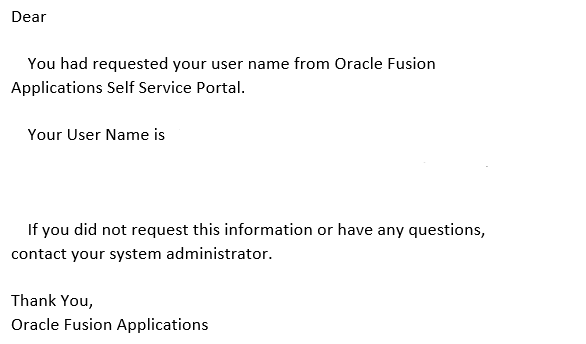 Dear
You had requested your user name from Oracle Fusion
Applications Self Service Portal.
Your User Name is
If you did not request this information or have any questions,
contact your system administrator.
Thank You,
Oracle Fusion Applications